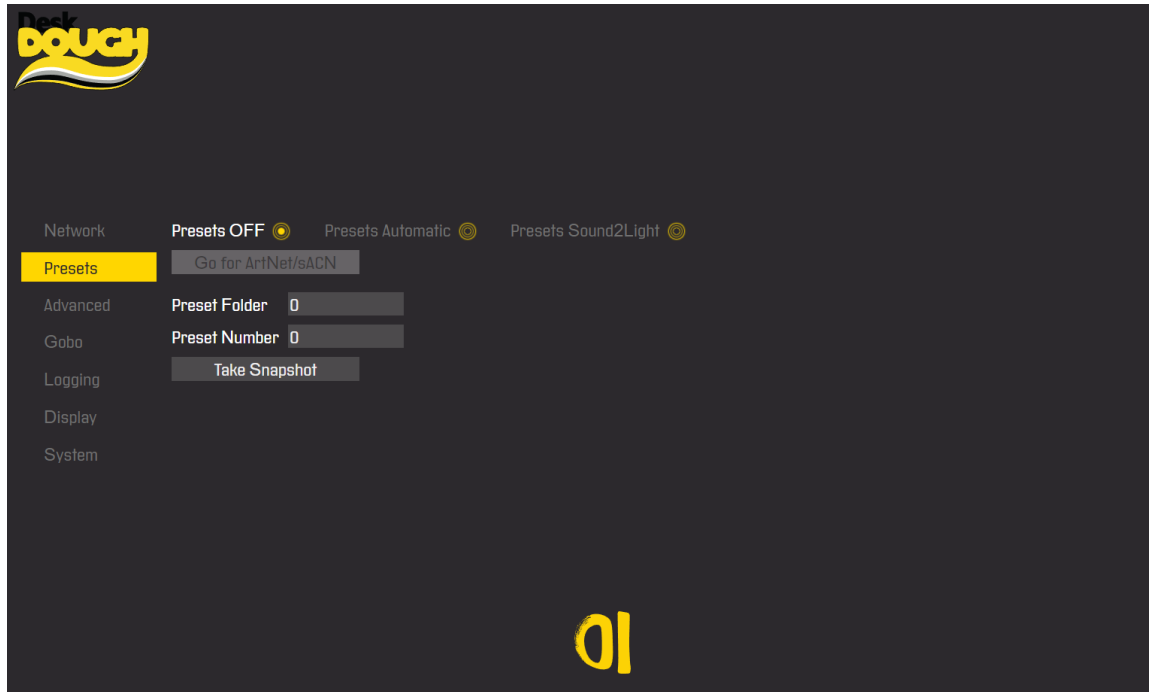 Desk
DOUGH
Network
Presets OFF
Presets Automatic
Presets Sound2Light
Presets
Go for ArtNet/sACN
Advanced
Preset Folder 0
Gobo
Preset Number 0
Logging
Take Snapshot
Display
System